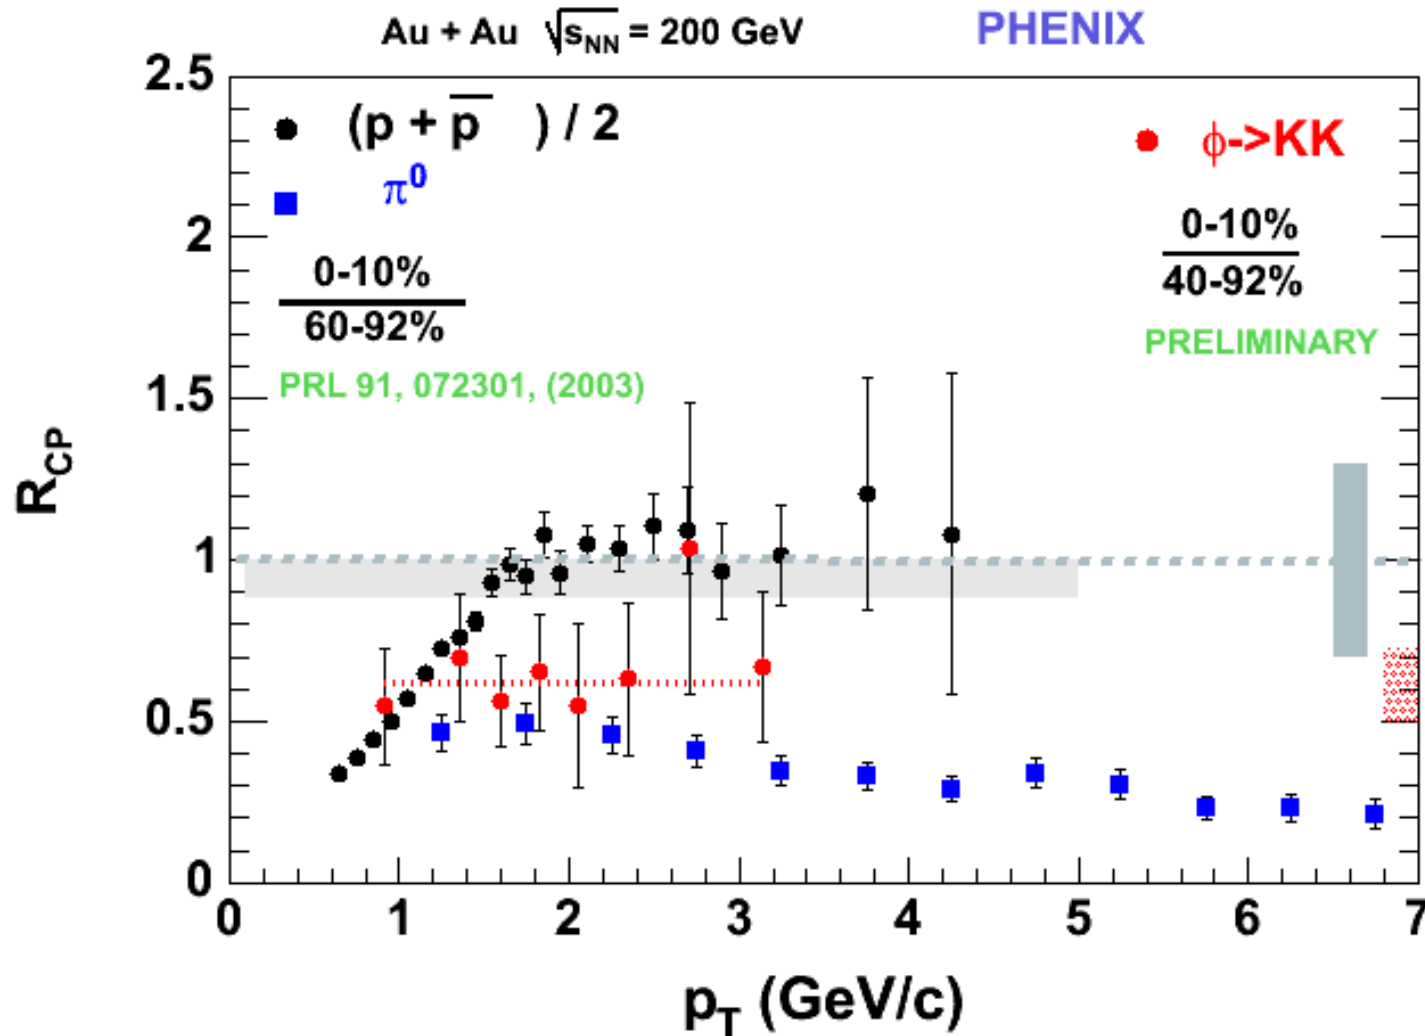 Au + Au √sNN = 200 GeV
PHENIX
(p + p̅ ) / 2
π⁰
0-10%
60-92%
PRL 91, 072301, (2003)
ϕ->KK
0-10%
40-92%
PRELIMINARY
RCP
2.5
2
1.5
1
0.5
0
0 1 2 3 4 5 6 7
pT (GeV/c)